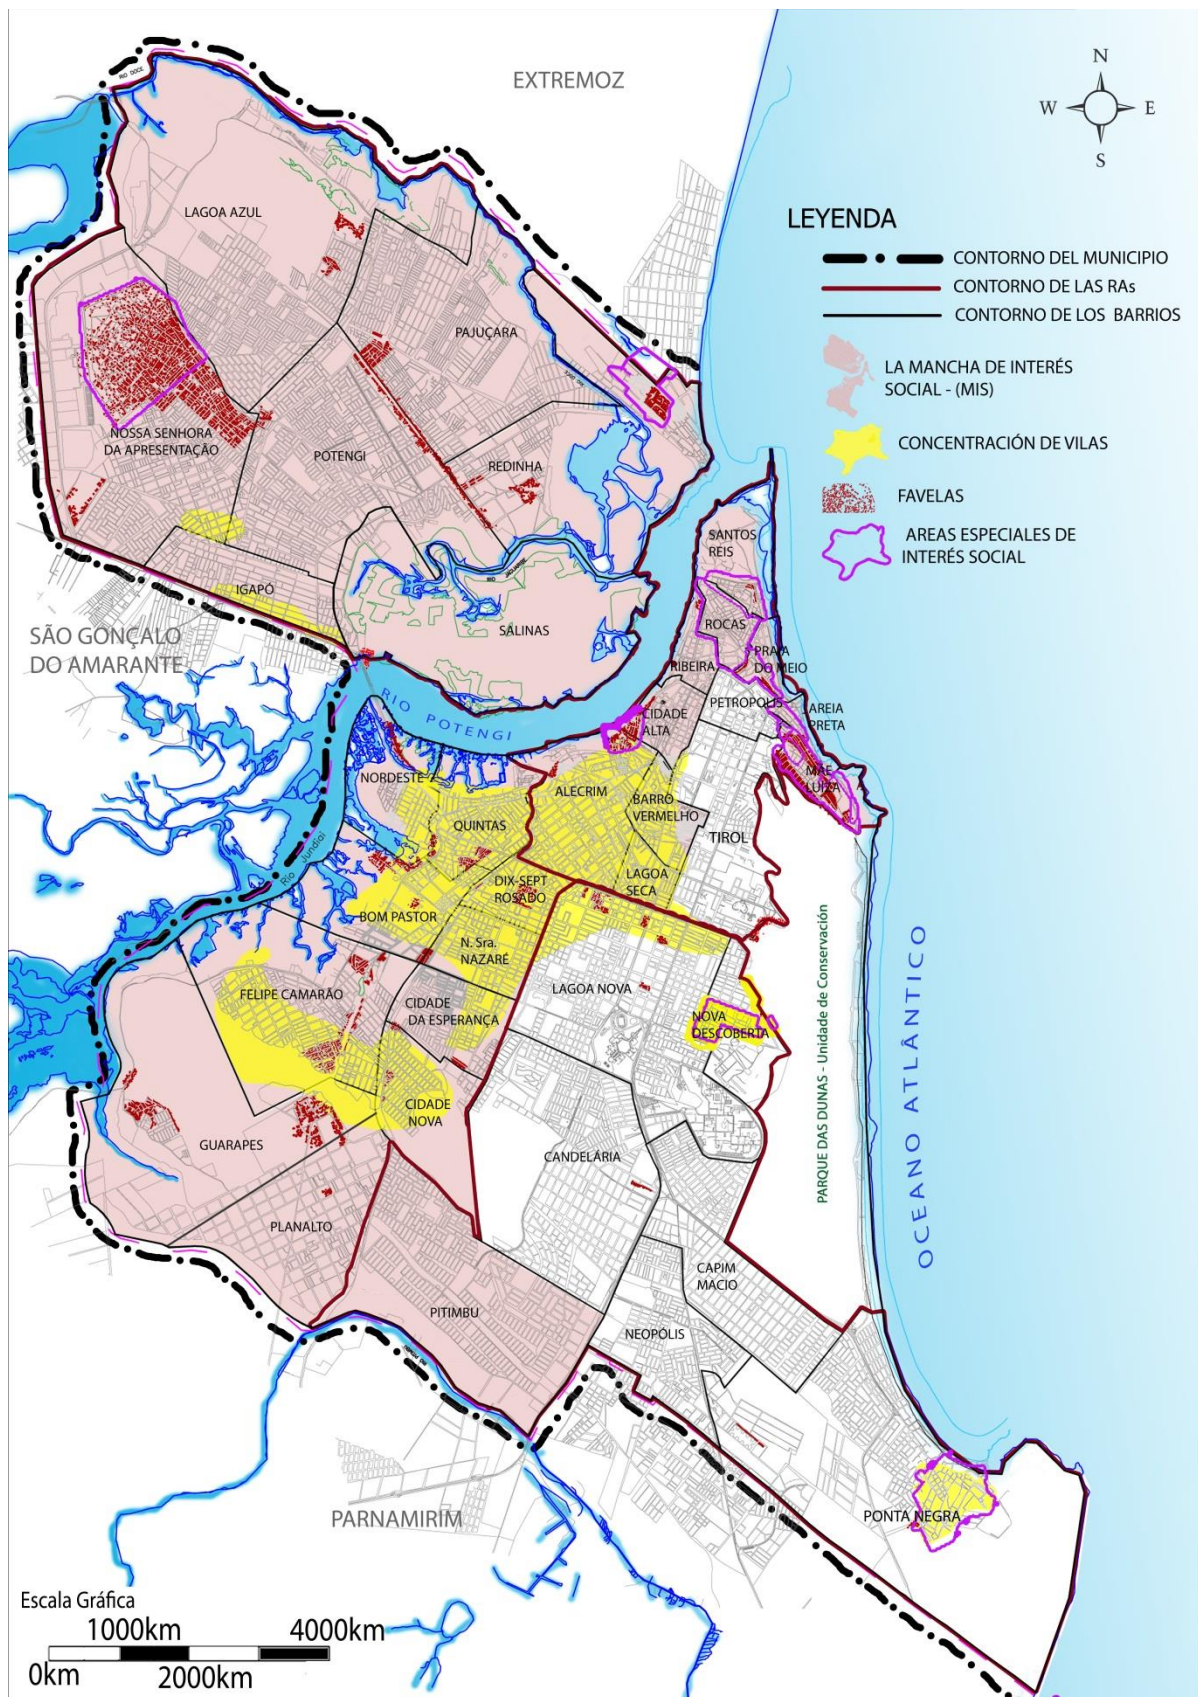 RIO DOCE
EXTREMOZ
N
W
E
S
LEYENDA
CONTORNO DEL MUNICIPIO
CONTORNO DE LAS RAs
CONTORNO DE LOS BARRIOS
LA MANCHA DE INTERÉS
SOCIAL - (MIS)
CONCENTRACIÓN DE VILAS
FAVELAS
AREAS ESPECIALES DE
INTERÉS SOCIAL
LAGOA AZUL
PAJUÇARA
NOSSA SENHORA
DA APRESENTAÇÃO
POTENGI
REDINHA
IGAPÓ
SALINAS
SÃO GONÇALO
DO AMARANTE
RIO POTENGI
SANTOS
REIS
ROCAS
PRAIA
DO MEIO
RIBEIRA
PETROPOLIS
AREIA
PRETA
CIDADE
ALTA
MÃE
LUIZA
NORDESTE
ALECRIM
BARRO
VERMELHO
QUINTAS
TIROL
Rio Jundiaí
DIX-SEPT
ROSADO
LAGOA
SECA
BOM PASTOR
N. Sra.
NAZARÉ
FELIPE CAMARÃO
CIDADE
DA ESPERANÇA
LAGOA NOVA
NOVA
DESCOBERTA
PARQUE DAS DUNAS - Unidade de Conservación
OCEANO ATLÂNTICO
CIDADE
NOVA
GUARAPES
CANDELÁRIA
PLANALTO
CAPIM
MACIO
PITIMBU
NEOPÓLIS
PARNAMIRIM
PONTA NEGRA
Escala Gráfica
1000km
4000km
0km
2000km